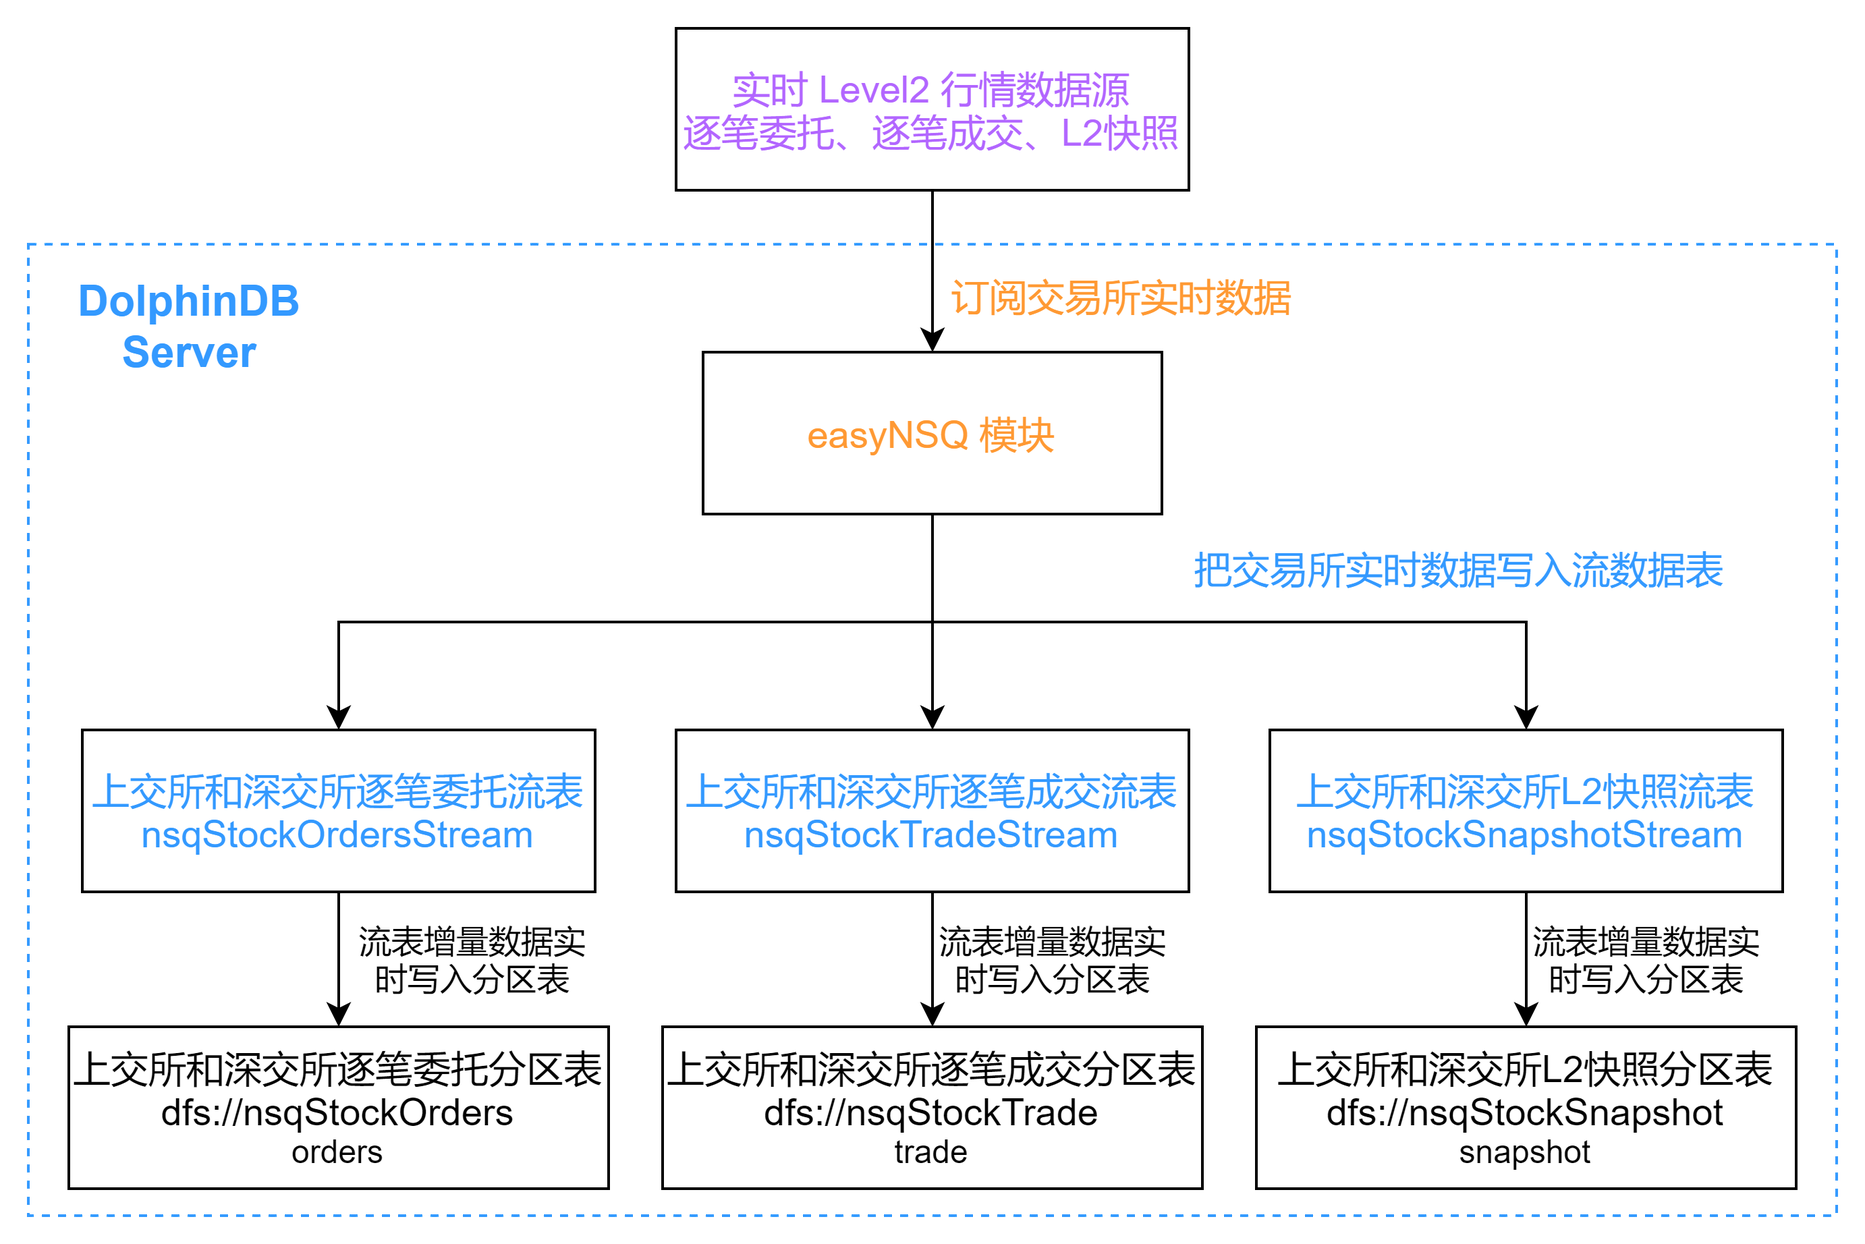 实时 Level2 行情数据源
逐笔委托、逐笔成交、L2快照
DolphinDB
Server
订阅交易所实时数据
easyNSQ 模块
把交易所实时数据写入流数据表
上交所和深交所逐笔委托流表
nsqStockOrdersStream
上交所和深交所逐笔成交流表
nsqStockTradeStream
上交所和深交所L2快照流表
nsqStockSnapshotStream
流表增量数据实
时写入分区表
流表增量数据实
时写入分区表
流表增量数据实
时写入分区表
上交所和深交所逐笔委托分区表
dfs://nsqStockOrders
orders
上交所和深交所逐笔成交分区表
dfs://nsqStockTrade
trade
上交所和深交所L2快照分区表
dfs://nsqStockSnapshot
snapshot